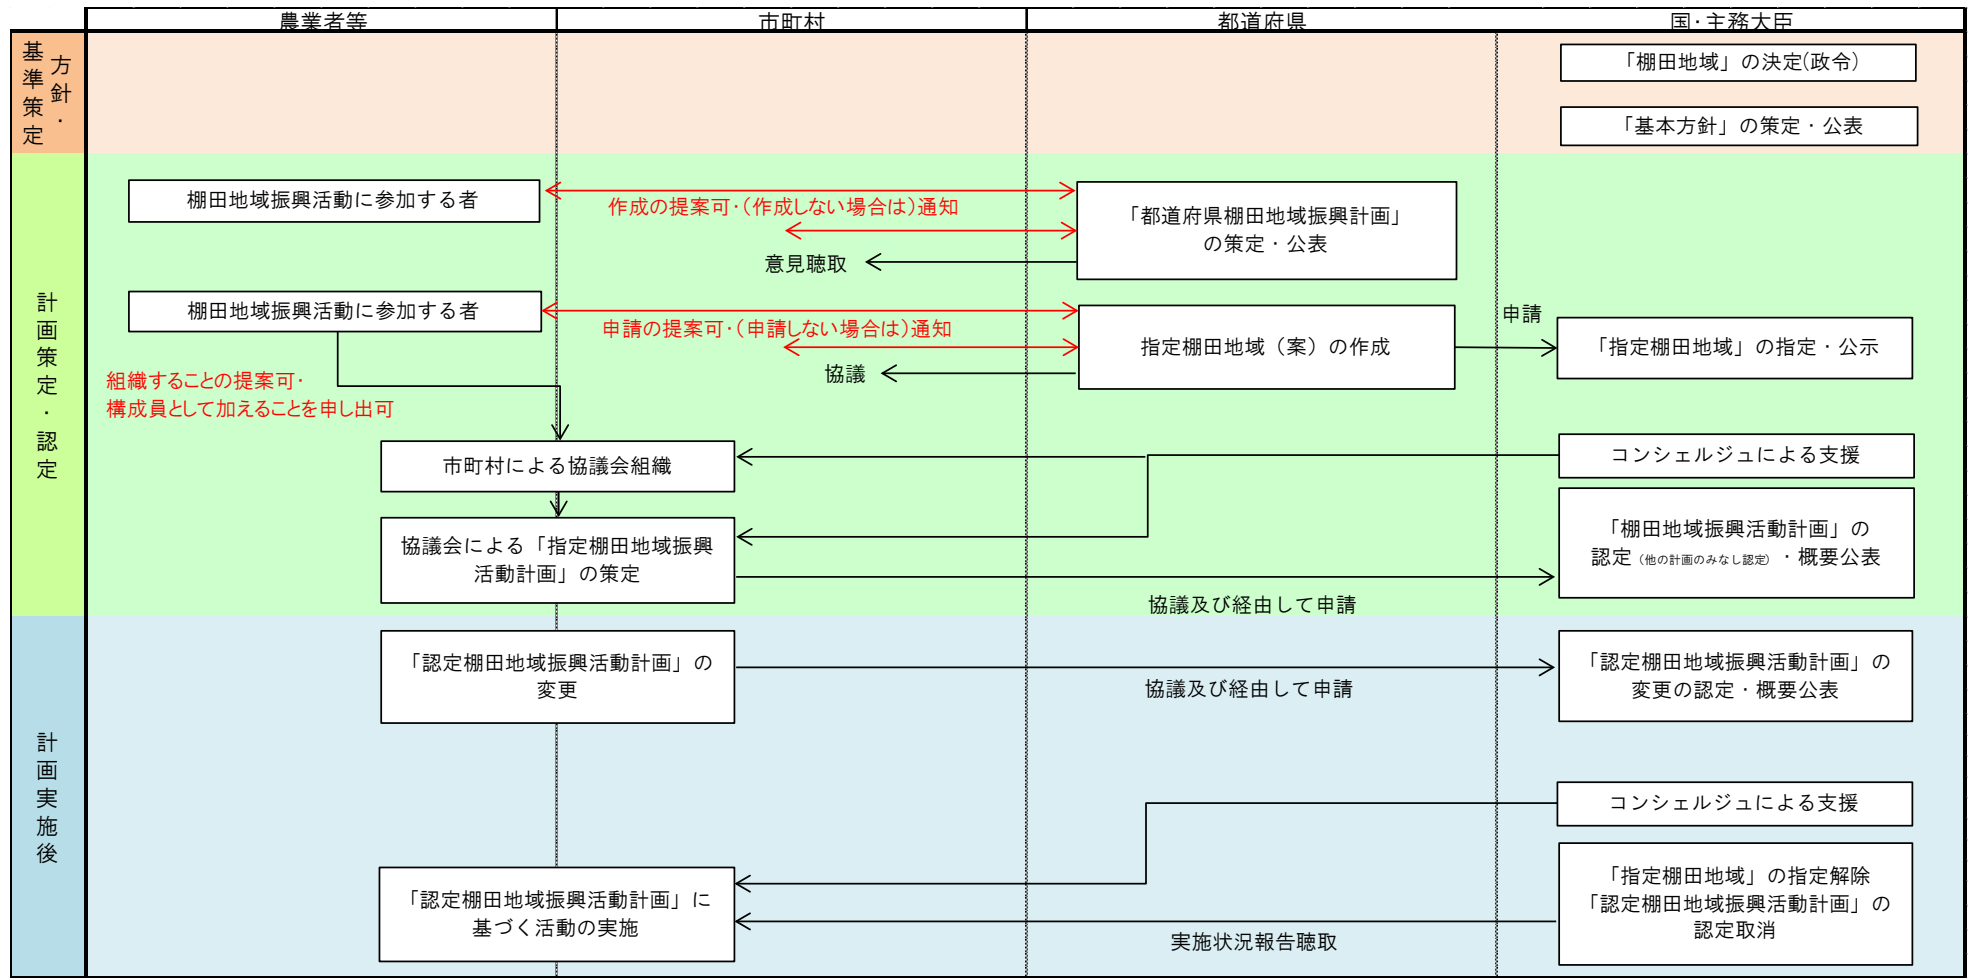 農業者等
市町村
都道府県
国・主務大臣
方針・
基準策定
「棚田地域」の決定(政令)
「基本方針」の策定・公表
計画策定・認定
棚田地域振興活動に参加する者
作成の提案可・(作成しない場合は)通知
意見聴取
「都道府県棚田地域振興計画」
の策定・公表
棚田地域振興活動に参加する者
申請の提案可・(申請しない場合は)通知
協議
指定棚田地域（案）の作成
申請
「指定棚田地域」の指定・公示
組織することの提案可・
構成員として加えることを申し出可
市町村による協議会組織
コンシェルジュによる支援
協議会による「指定棚田地域振興
活動計画」の策定
協議及び経由して申請
「棚田地域振興活動計画」の
認定（他の計画のみなし認定）・概要公表
計画実施後
「認定棚田地域振興活動計画」の
変更
協議及び経由して申請
「認定棚田地域振興活動計画」の
変更の認定・概要公表
コンシェルジュによる支援
「認定棚田地域振興活動計画」に
基づく活動の実施
実施状況報告聴取
「指定棚田地域」の指定解除
「認定棚田地域振興活動計画」の
認定取消